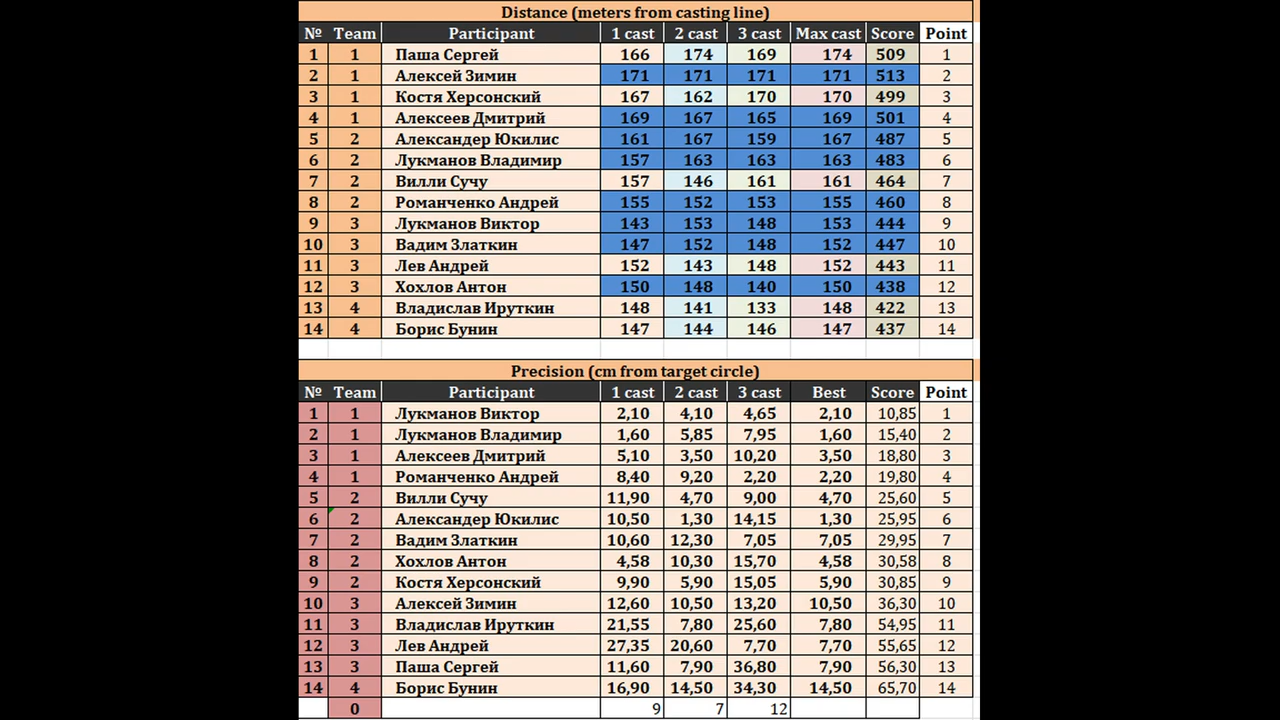 Distance (meters from casting line)
№ Team Participant 1 cast 2 cast 3 cast Max cast Score Point
1 1 Паша Сергей 166 174 169 174 509 1
2 1 Алексей Зимин 171 171 171 171 513 2
3 1 Костя Херсонский 167 162 170 170 499 3
4 1 Алексеев Дмитрий 169 167 165 169 501 4
5 2 Александер Юкилис 161 167 159 167 487 5
6 2 Лукманов Владимир 157 163 163 163 483 6
7 2 Вилли Сучу 157 146 161 161 464 7
8 2 Романченко Андрей 155 152 153 155 460 8
9 3 Лукманов Виктор 143 153 148 153 444 9
10 3 Вадим Златкин 147 152 148 152 447 10
11 3 Лев Андрей 152 143 148 152 443 11
12 3 Хохлов Антон 150 148 140 150 438 12
13 4 Владислав Ируткин 148 141 133 148 422 13
14 4 Борис Бунин 147 144 146 147 437 14
Precision (cm from target circle)
№ Team Participant 1 cast 2 cast 3 cast Best Score Point
1 1 Лукманов Виктор 2,10 4,10 4,65 2,10 10,85 1
2 1 Лукманов Владимир 1,60 5,85 7,95 1,60 15,40 2
3 1 Алексеев Дмитрий 5,10 3,50 10,20 3,50 18,80 3
4 1 Романченко Андрей 8,40 9,20 2,20 2,20 19,80 4
5 2 Вилли Сучу 11,90 4,70 9,00 4,70 25,60 5
6 2 Александер Юкилис 10,50 1,30 14,15 1,30 25,95 6
7 2 Вадим Златкин 10,60 12,30 7,05 7,05 29,95 7
8 2 Хохлов Антон 4,58 10,30 15,70 4,58 30,58 8
9 2 Костя Херсонский 9,90 5,90 15,05 5,90 30,85 9
10 3 Алексей Зимин 12,60 10,50 13,20 10,50 36,30 10
11 3 Владислав Ируткин 21,55 7,80 25,60 7,80 54,95 11
12 3 Лев Андрей 27,35 20,60 7,70 7,70 55,65 12
13 3 Паша Сергей 11,60 7,90 36,80 7,90 56,30 13
14 4 Борис Бунин 16,90 14,50 34,30 14,50 65,70 14
0 9 7 12